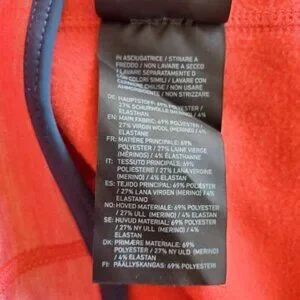 IN ASCIUGATRICE / STIRARE A
FREDDO / NON LAVARE A SECCO
/ LAVARE SEPARATAMENTE O
CON COLORI SIMILI / LAVARE CON
CHIUSE / NON USARE
AMMORBIDENTE / NON STRIZZARE
DE: HAUPTSTOFF: 69% POLYESTER
/ 27% SCHURWOLLE (MERINO) / 4%
ELASTHAN
EN: MAIN FABRIC: 69% POLYESTER
/ 27% VIRGIN WOOL (MERINO) / 4%
ELASTAN
FR: MATIÈRE PRINCIPALE: 69%
POLYESTER / 27% LAINE VIERGE
(MÉRINOS) / 4% ÉLASTHANNE
IT: TESSUTO PRINCIPALE: 69%
POLIESTERE / 27% LANA VERGINE
(MERINO) / 4% ELASTAN
ES: TEJIDO PRINCIPAL: 69%
POLIÉSTER / 27% LANA VIRGEN
(MERINO) / 4% ELASTANO
NO: HOVED MATERIALE: 69% POLYESTER
/ 27% ULL (MERINO) / 4% ELASTAN
SE: HUVUD MATERIAL: 69% POLYESTER
/ 27% NY ULL (MERINO) / 4%
ELASTAN
DK: PRIMÆRE MATERIALE: 69%
POLYESTER / 27% NY ULD (MERINO)
/ 4% ELASTAN
FI: PÄÄLLYSKANGAS: 69% POLYESTER